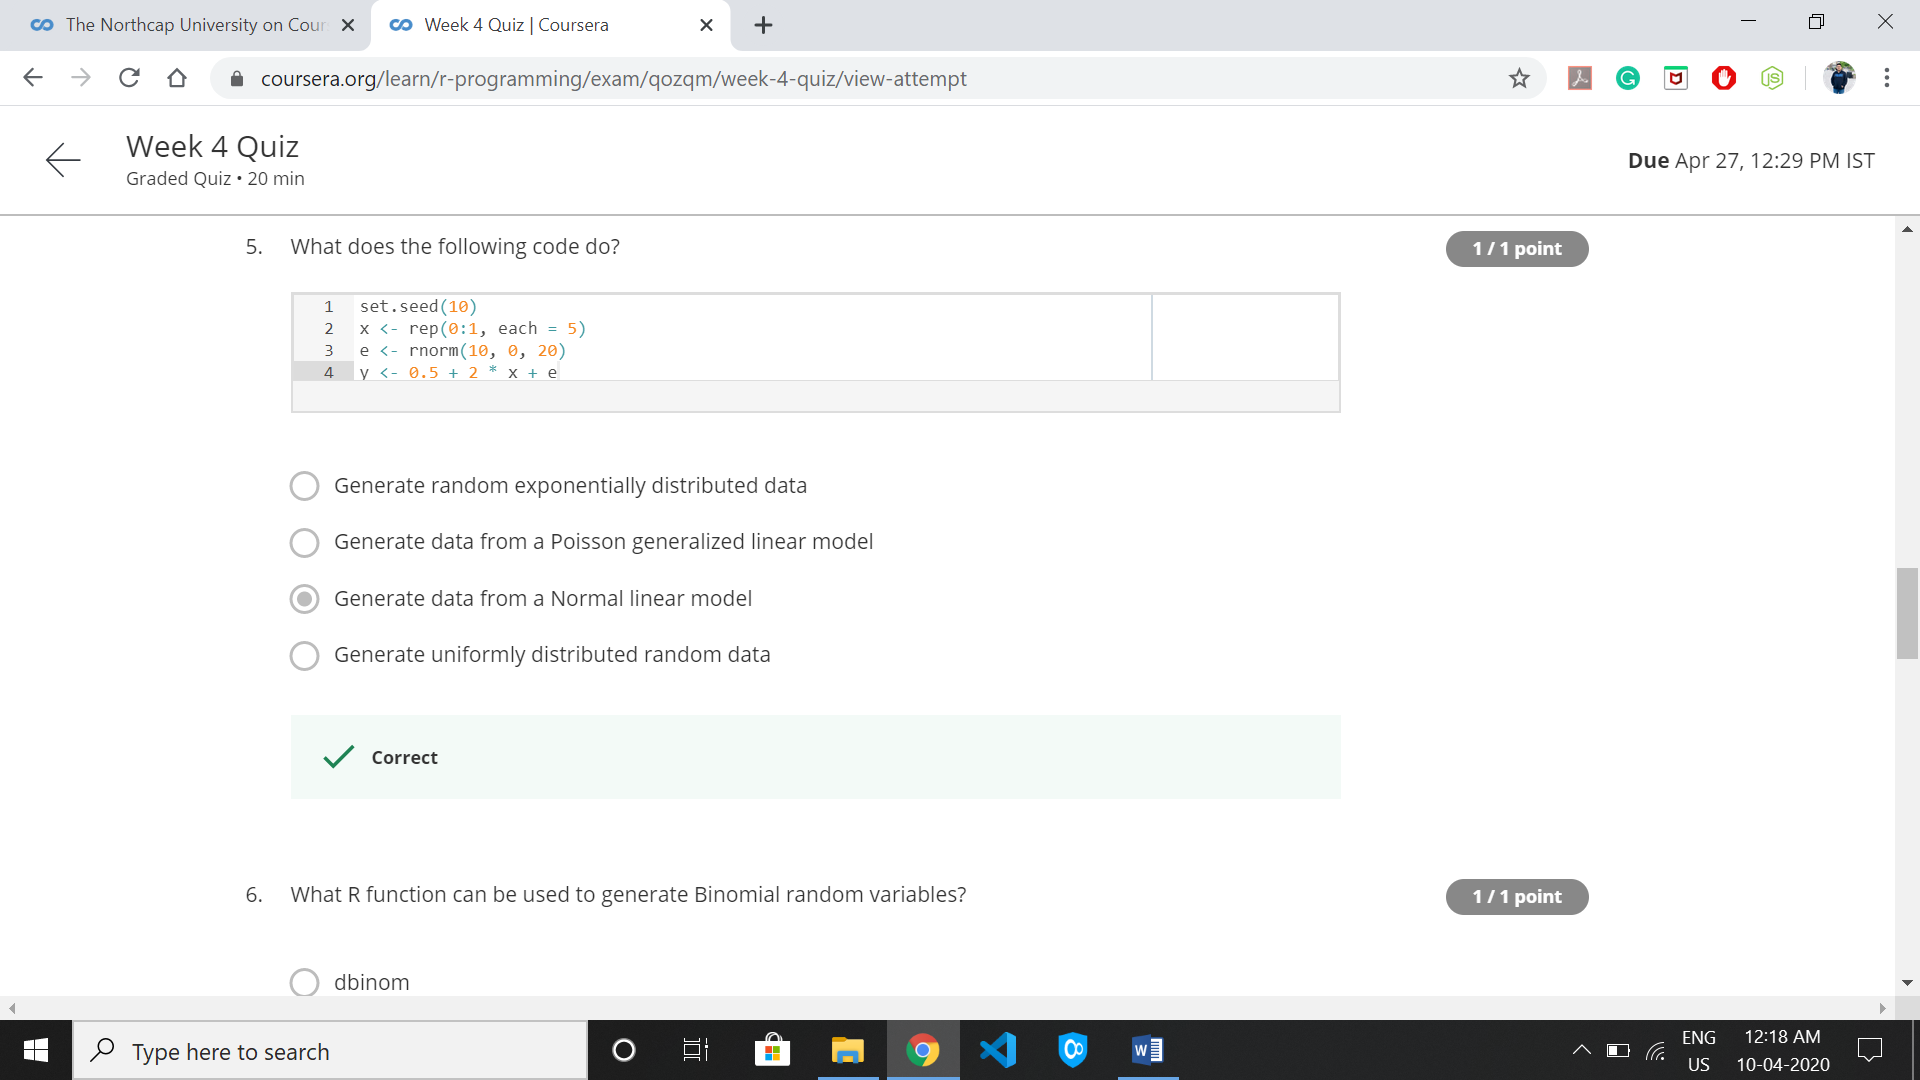 The Northcap University on Cour
Week 4 Quiz | Coursera
coursera.org/learn/r-programming/exam/qozqm/week-4-quiz/view-attempt
Week 4 Quiz
Graded Quiz • 20 min
Due Apr 27, 12:29 PM IST
5. What does the following code do?
1 / 1 point
1 set.seed(10)
2 x <- rep(0:1, each = 5)
3 e <- rnorm(10, 0, 20)
4 y <- 0.5 + 2 * x + e
Generate random exponentially distributed data
Generate data from a Poisson generalized linear model
Generate data from a Normal linear model
Generate uniformly distributed random data
Correct
6. What R function can be used to generate Binomial random variables?
1 / 1 point
dbinom
Type here to search
ENG
US
12:18 AM
10-04-2020